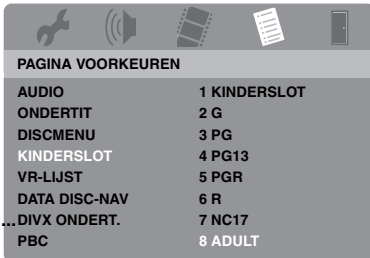 PAGINA VOORKEUREN
AUDIO 1 KINDERSLOT
ONDERTIT 2 G
DISCMENU 3 PG
KINDERSLOT 4 PG13
VR-LIJST 5 PGR
DATA DISC-NAV 6 R
...DIVX ONDERT. 7 NC17
PBC 8 ADULT